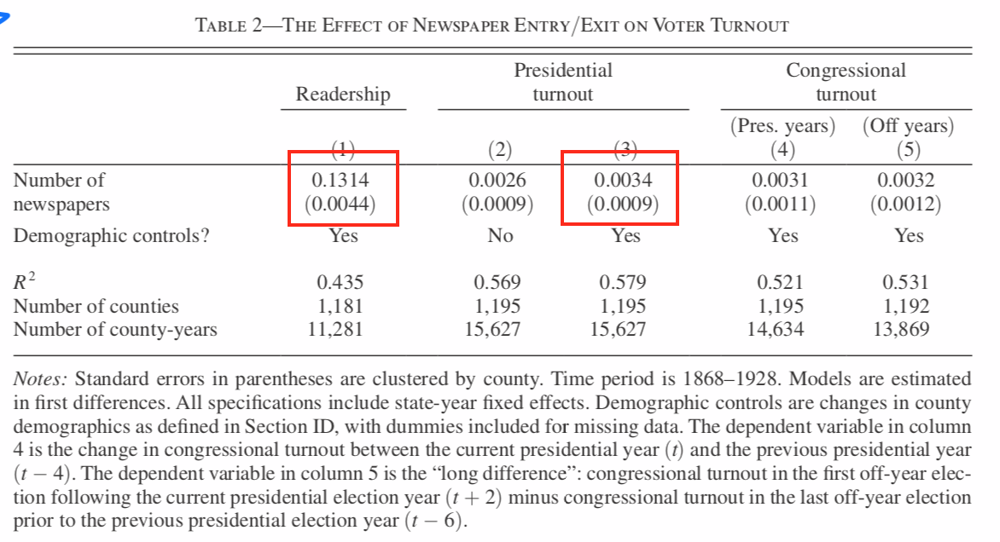 TABLE 2—THE EFFECT OF NEWSPAPER ENTRY/EXIT ON VOTER TURNOUT
Readership Presidential turnout Congressional turnout
(Pres. years) (Off years)
(1) (2) (3) (4) (5)
Number of newspapers 0.1314 0.0026 0.0034 0.0031 0.0032
(0.0044) (0.0009) (0.0009) (0.0011) (0.0012)
Demographic controls? Yes No Yes Yes Yes
R² 0.435 0.569 0.579 0.521 0.531
Number of counties 1,181 1,195 1,195 1,195 1,192
Number of county-years 11,281 15,627 15,627 14,634 13,869
Notes: Standard errors in parentheses are clustered by county. Time period is 1868–1928. Models are estimated
in first differences. All specifications include state-year fixed effects. Demographic controls are changes in county
demographics as defined in Section ID, with dummies included for missing data. The dependent variable in column
4 is the change in congressional turnout between the current presidential year (t) and the previous presidential year
(t − 4). The dependent variable in column 5 is the “long difference”: congressional turnout in the first off-year elec-
tion following the current presidential election year (t + 2) minus congressional turnout in the last off-year election
prior to the previous presidential election year (t − 6).